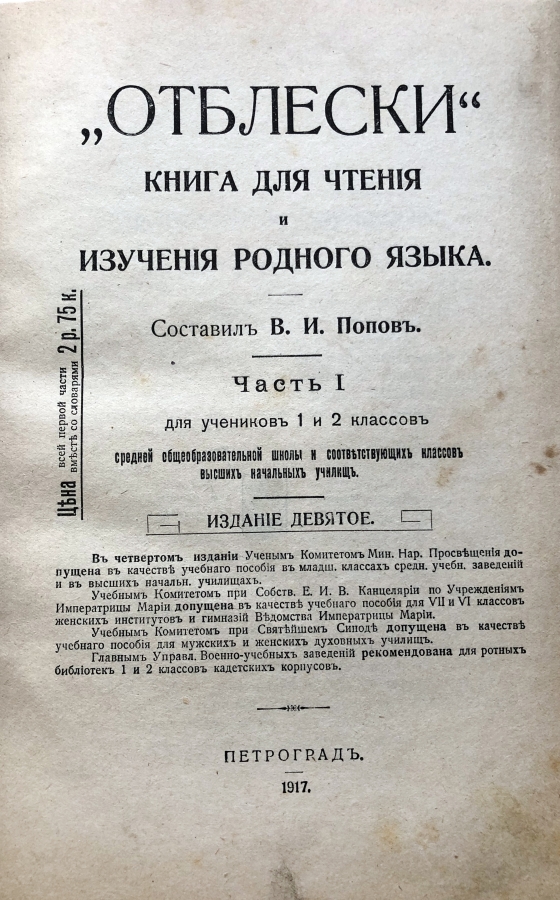 „ОТБЛЕСКИ“
КНИГА ДЛЯ ЧТЕНІЯ
и
ИЗУЧЕНІЯ РОДНОГО ЯЗЫКА.
Составилъ В. И. Поповъ.
Часть I
для учениковъ 1 и 2 классовъ
средней общеобразовательной школы и соотвѣтствующихъ классовъ
высшихъ начальныхъ училищъ.
Цѣна всей первой части
вмѣстѣ со словарями 2 р. 75 к.
ИЗДАНІЕ ДЕВЯТОЕ.
Въ четвертомъ изданіи Ученымъ Комитетомъ Мин. Нар. Просвѣщенія до-
пущена въ качествѣ учебнаго пособія въ младш. классахъ средн. учебн. заведеній
и въ высшихъ начальн. училищахъ.
Учебнымъ Комитетомъ при Собств. Е. И. В. Канцеляріи по Учрежденіямъ
Императрицы Маріи допущена въ качествѣ учебнаго пособія для VII и VI классовъ
женскихъ институтовъ и гимназій Вѣдомства Императрицы Маріи.
Учебнымъ Комитетомъ при Святѣйшемъ Синодѣ допущена въ качествѣ
учебнаго пособія для мужскихъ и женскихъ духовныхъ училищъ.
Главнымъ Управл. Военно-учебныхъ заведеній рекомендована для ротныхъ
библіотекъ 1 и 2 классовъ кадетскихъ корпусовъ.
ПЕТРОГРАДЪ.
1917.